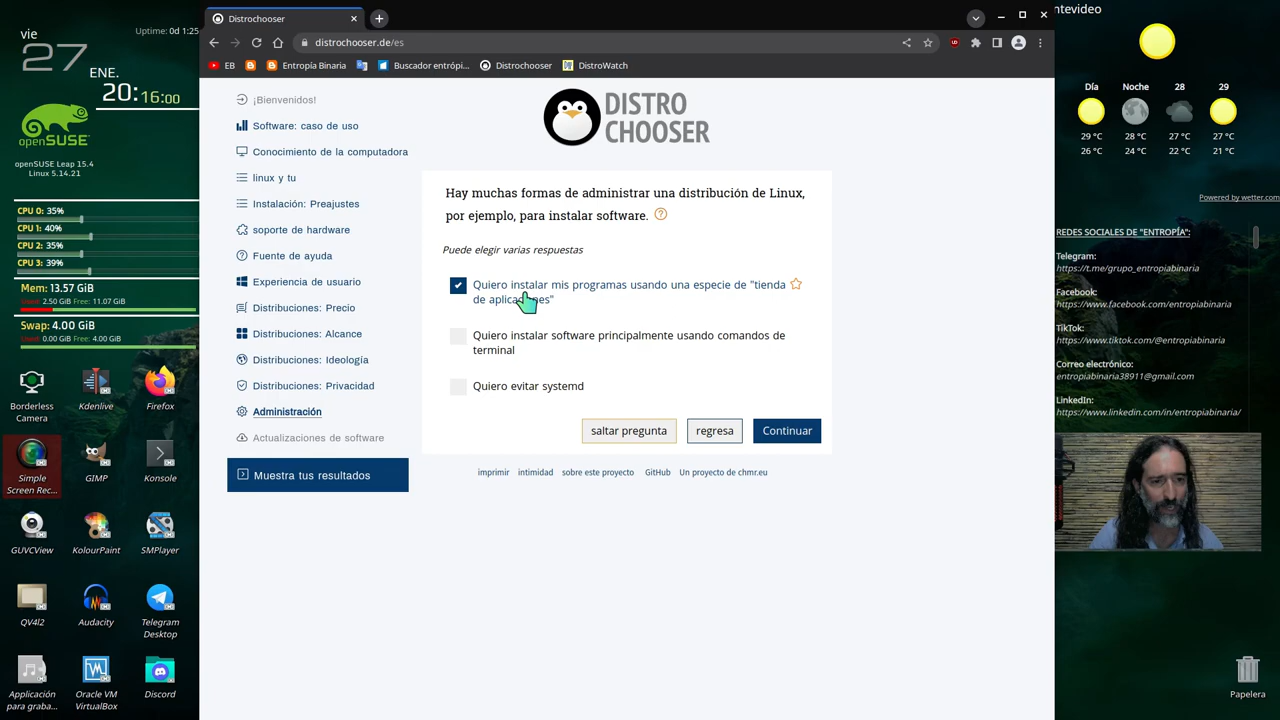 vie
27
ENE.
20:16:00
Uptime: 0d 1:25
openSUSE
openSUSE Leap 15.4
Linux 5.14.21
CPU 0: 35%
CPU 1: 40%
CPU 2: 35%
CPU 3: 39%
Mem: 13.57 GiB
Used: 2.50 GiB Free: 11.07 GiB
Swap: 4.00 GiB
Used: 0.00 GiB Free: 4.00 GiB
Borderless
Camera
Kdenlive
Firefox
Simple
Screen Rec...
GIMP
Konsole
GUVCView
KolourPaint
SMPlayer
QV4l2
Audacity
Telegram
Desktop
Applicación
para graba...
Oracle VM
VirtualBox
Discord
Distrochooser
distrochooser.de/es
EB
Entropía Binaria
Buscador entrópi...
Distrochooser
DistroWatch
¡Bienvenidos!
Software: caso de uso
Conocimiento de la computadora
linux y tu
Instalación: Preajustes
soporte de hardware
Fuente de ayuda
Experiencia de usuario
Distribuciones: Precio
Distribuciones: Alcance
Distribuciones: Ideología
Distribuciones: Privacidad
Administración
Actualizaciones de software
Muestra tus resultados
DISTRO
CHOOSER
Hay muchas formas de administrar una distribución de Linux,
por ejemplo, para instalar software.
Puede elegir varias respuestas
Quiero instalar mis programas usando una especie de "tienda
de aplicaciones"
Quiero instalar software principalmente usando comandos de
terminal
Quiero evitar systemd
saltar pregunta
regresa
Continuar
imprimir intimidad sobre este proyecto GitHub Un proyecto de chmr.eu
ntevideo
Día Noche 28 29
29 °C 28 °C 27 °C 27 °C
26 °C 24 °C 22 °C 21 °C
Powered by wetter.com
REDES SOCIALES DE "ENTROPÍA":
Telegram:
https://t.me/grupo_entropiabinaria
Facebook:
https://www.facebook.com/entropiabinaria
TikTok:
https://www.tiktok.com/@entropiabinaria
Correo electrónico:
entropiabinaria38911@gmail.com
LinkedIn:
https://www.linkedin.com/in/entropiabinaria/
Papelera